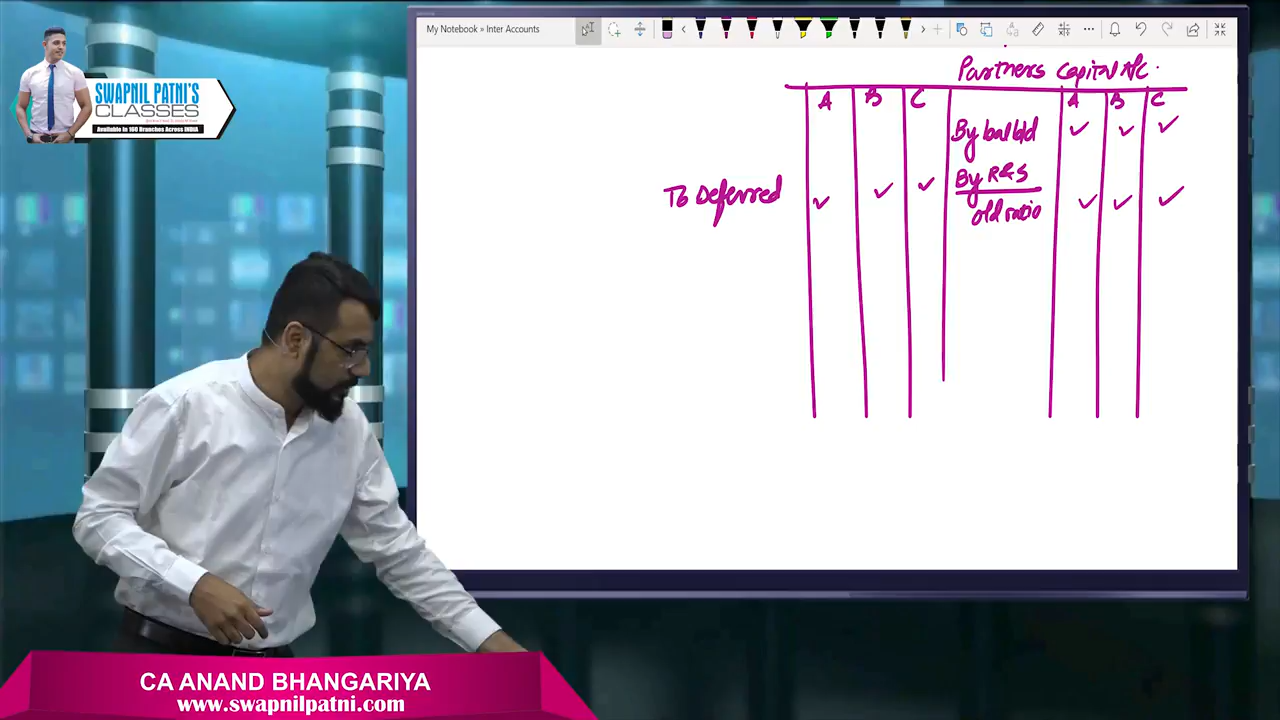 My Notebook » Inter Accounts
SWAPNIL PATNI'S
CLASSES
Available In 160 Branches Across INDIA
Partners Capital A/c.
A B C A B C
By bal b/d
By R&S
To Deferred
old ratio
CA ANAND BHANGARIYA
www.swapnilpatni.com